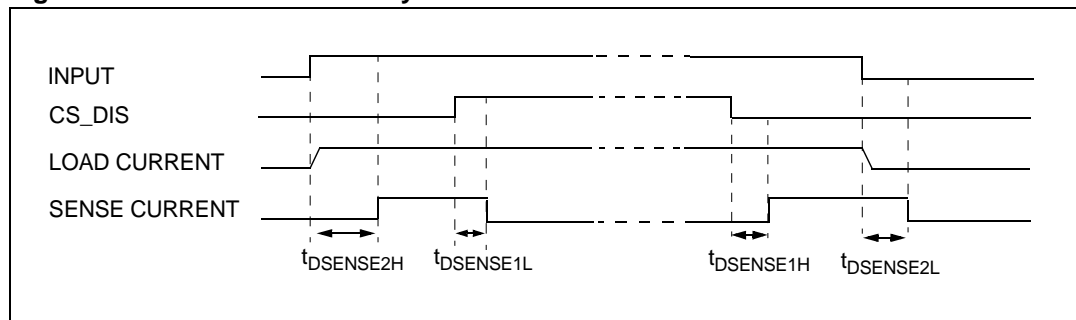 INPUT
CS_DIS
LOAD CURRENT
SENSE CURRENT
tDSENSE2H tDSENSE1L tDSENSE1H tDSENSE2L